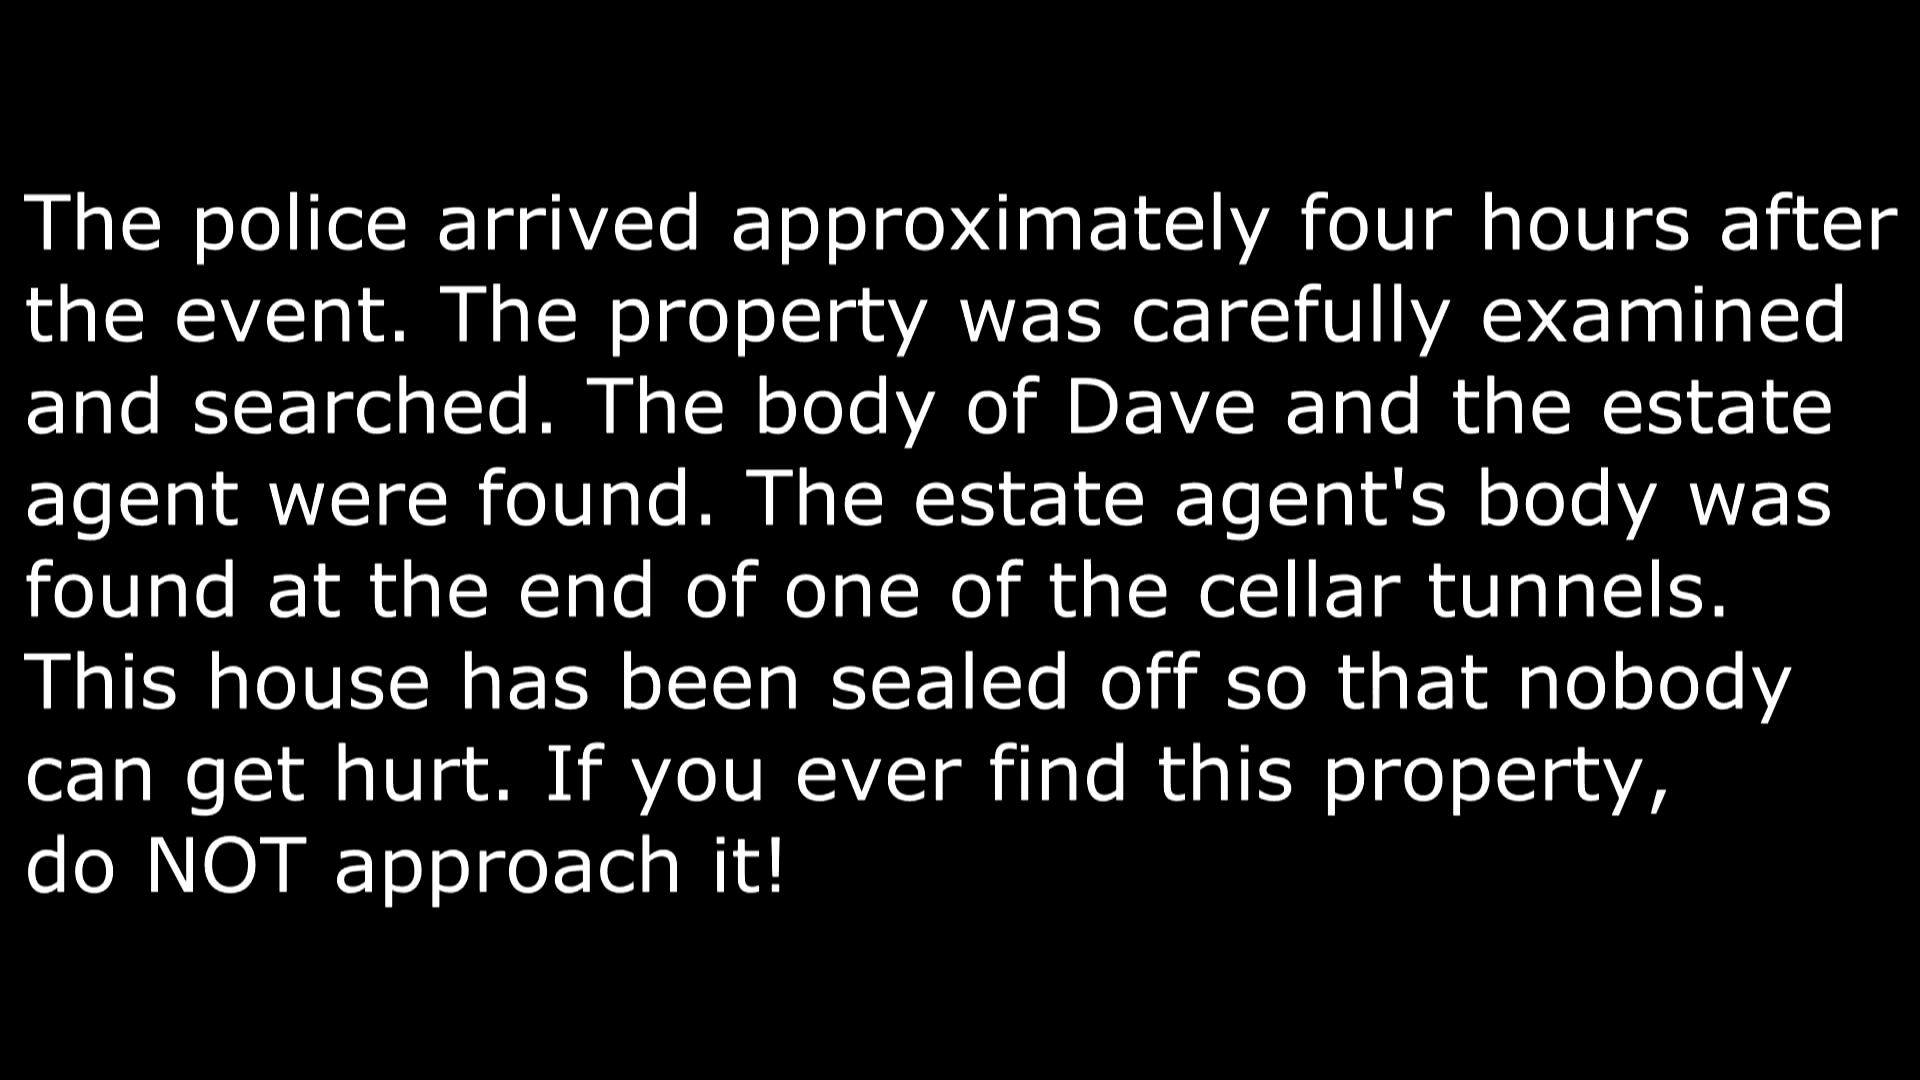 The police arrived approximately four hours after
the event. The property was carefully examined
and searched. The body of Dave and the estate
agent were found. The estate agent's body was
found at the end of one of the cellar tunnels.
This house has been sealed off so that nobody
can get hurt. If you ever find this property,
do NOT approach it!